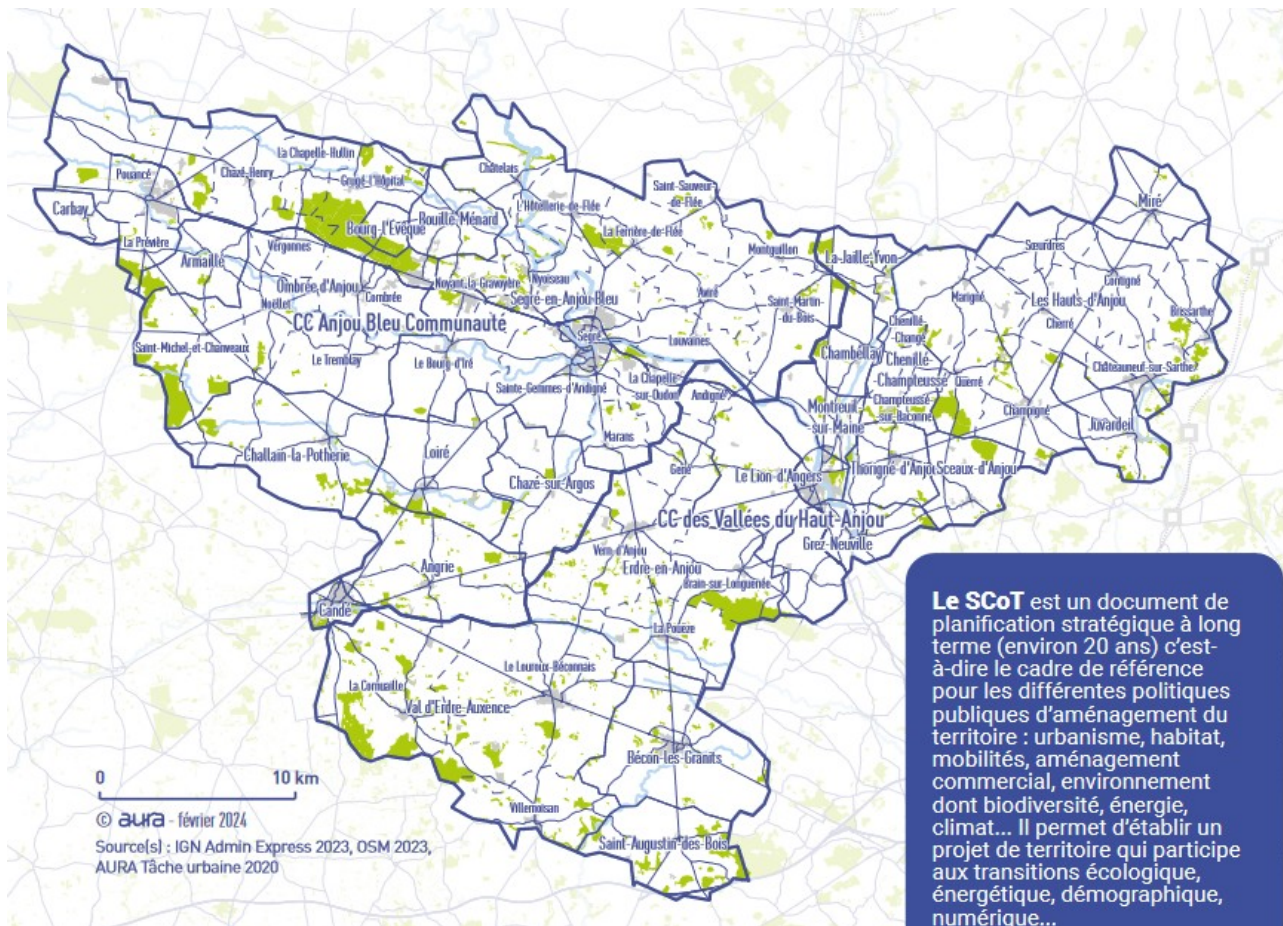 Châtelais
La Chapelle-Hullin
Pouancé
Chazé-Henry
Grugé-l'Hôpital
Saint-Sauveur-
de-Flée
Carbay
L'Hôtellerie-de-Flée
Miré
Bourg-l'Évêque
Bouillé-Ménard
La Ferrière-de-Flée
La Prévière
Vergonnes
Montguillon
Sœurdres
Armaillé
La-Jaille-Yvon
Contigné
Ombrée d'Anjou
Noyant-la-Gravoyère
Nyoiseau
Combrée
Noëllet
Segré-en-Anjou-Bleu
Aviré
Saint-Martin-
du-Bois
Marigné
Les Hauts-d'Anjou
Brissarthe
CC Anjou Bleu Communauté
Chenillé-
-Changé
Cherré
Segré
Louvaines
Saint-Michel-et-Chanveaux
Le Tremblay
Le Bourg-d'Iré
Chambellay
Chenillé-
-Champteussé
Châteauneuf-sur-Sarthe
Sainte-Gemmes-d'Andigné
La Chapelle-
-sur-Oudon
Andigné
Querré
Champteussé-
-sur-Baconne
Montreuil-
-sur-Maine
Champigné
Juvardeil
Marans
Challain-la-Potherie
Loiré
Gené
Le Lion-d'Angers
Thorigné-d'Anjou
Sceaux-d'Anjou
Chazé-sur-Argos
CC des Vallées du Haut-Anjou
Grez-Neuville
Vern-d'Anjou
Erdre-en-Anjou
Angrie
Brain-sur-Longuenée
Candé
La Pouëze
Le Louroux-Béconnais
La Cornuaille
Val d'Erdre-Auxence
Bécon-les-Granits
Villemoisan
Saint-Augustin-des-Bois
0 10 km
© aura - février 2024
Source(s) : IGN Admin Express 2023, OSM 2023,
AURA Tâche urbaine 2020
Le SCoT est un document de
planification stratégique à long
terme (environ 20 ans) c'est-
à-dire le cadre de référence
pour les différentes politiques
publiques d'aménagement du
territoire : urbanisme, habitat,
mobilités, aménagement
commercial, environnement
dont biodiversité, énergie,
climat... Il permet d'établir un
projet de territoire qui participe
aux transitions écologique,
énergétique, démographique,
numérique...